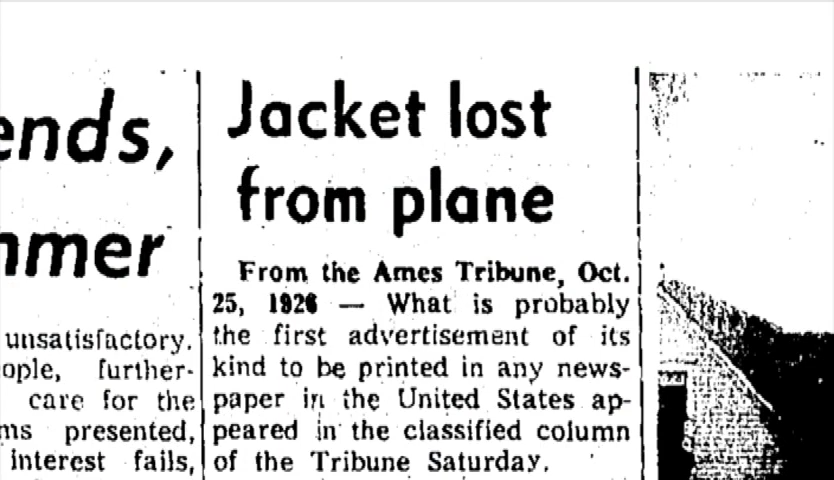 ends,
mmer
unsatisfactory.
ople, further-
care for the
ms presented,
interest fails,
Jacket lost
from plane
From the Ames Tribune, Oct.
25, 1926 — What is probably
the first advertisement of its
kind to be printed in any news-
paper in the United States ap-
peared in the classified column
of the Tribune Saturday.